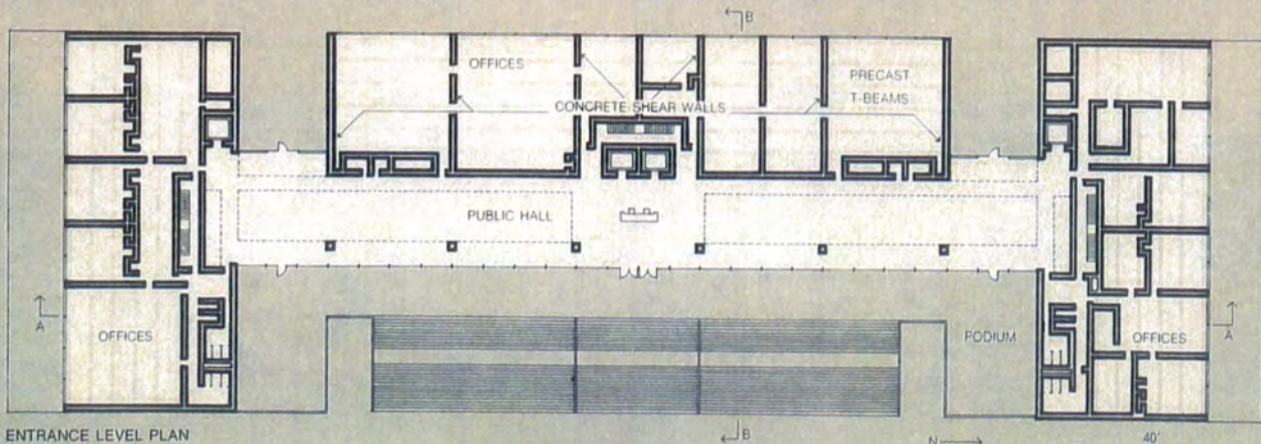 B
OFFICES
PRECAST
T-BEAMS
CONCRETE SHEAR WALLS
PUBLIC HALL
A
OFFICES
PODIUM
OFFICES
A
ENTRANCE LEVEL PLAN
B
N
40'